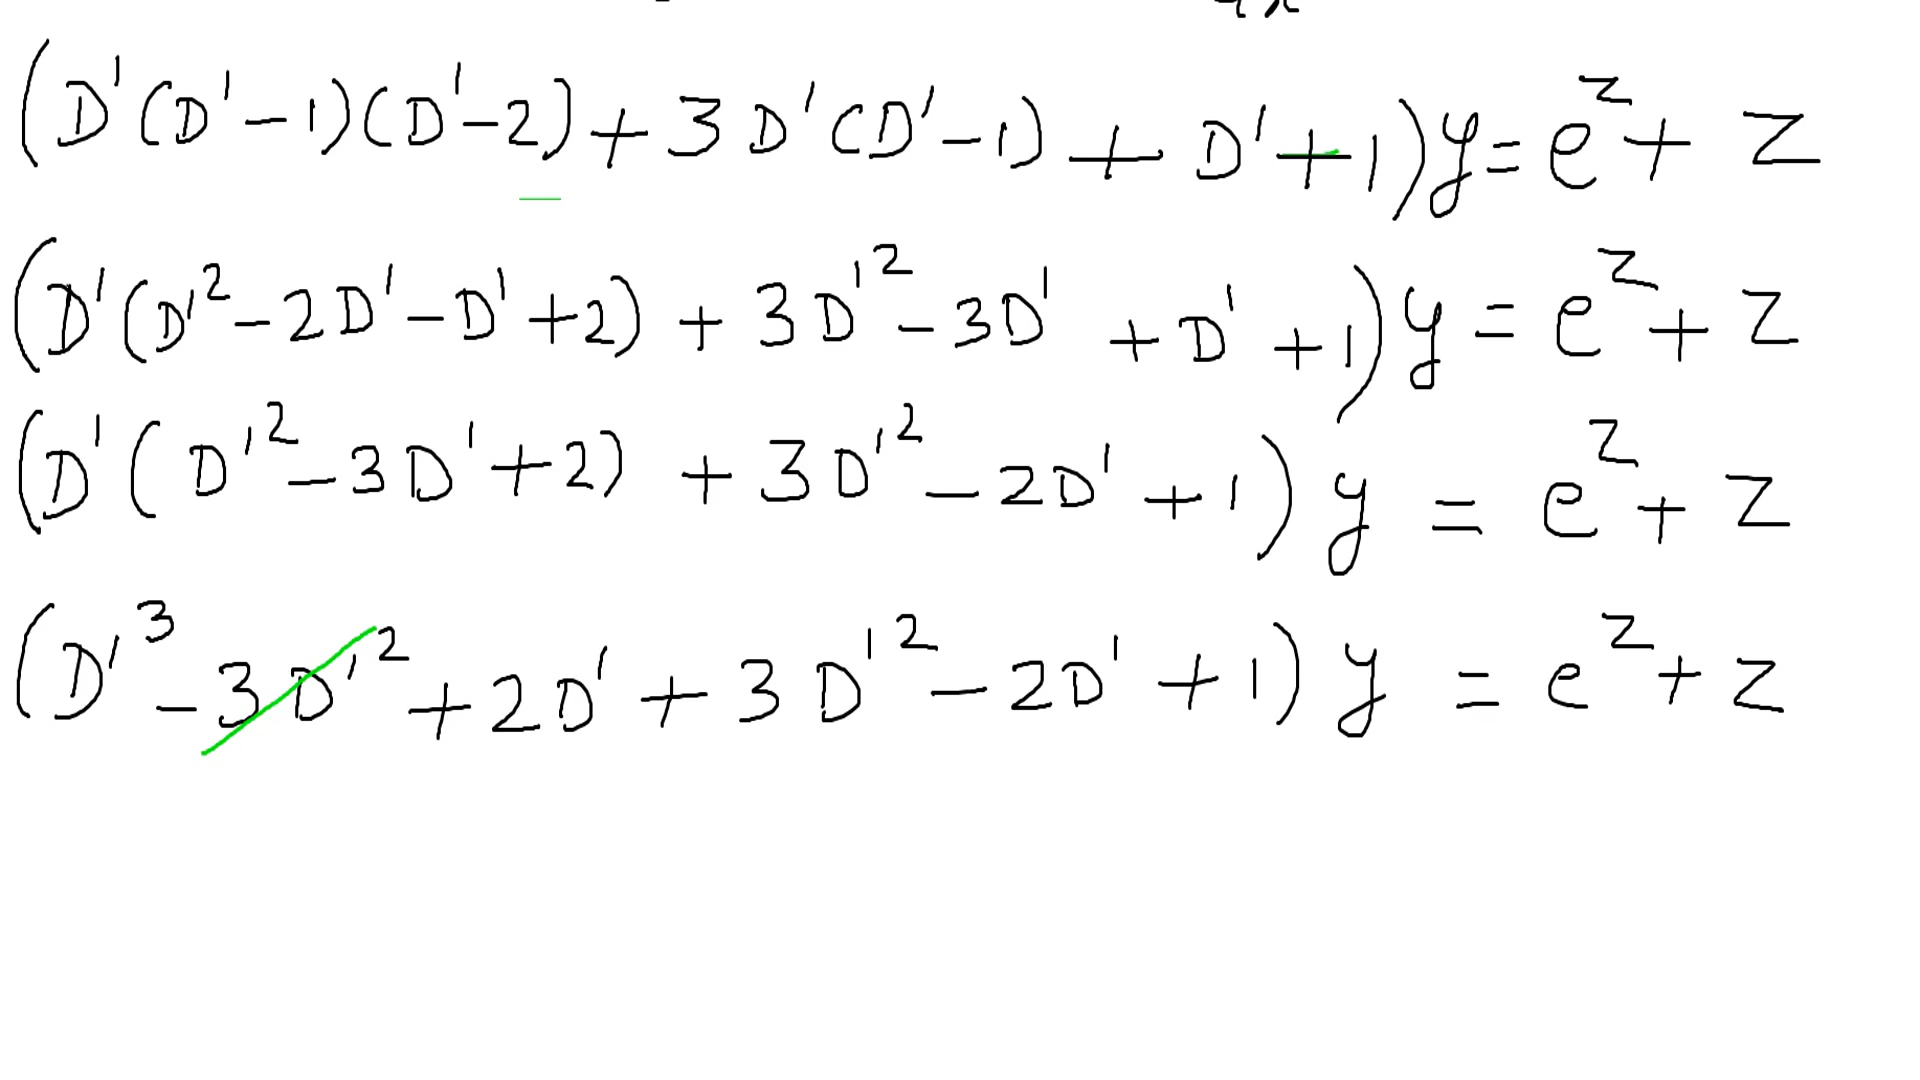 (D'(D'-1)(D'-2) + 3D'(D'-1) + D'+1)y = e^z + z
(D'(D'^2 - 2D' - D' + 2) + 3D'^2 - 3D' + D' + 1)y = e^z + z
(D'(D'^2 - 3D' + 2) + 3D'^2 - 2D' + 1)y = e^z + z
(D'^3 - 3D'^2 + 2D' + 3D'^2 - 2D' + 1)y = e^z + z